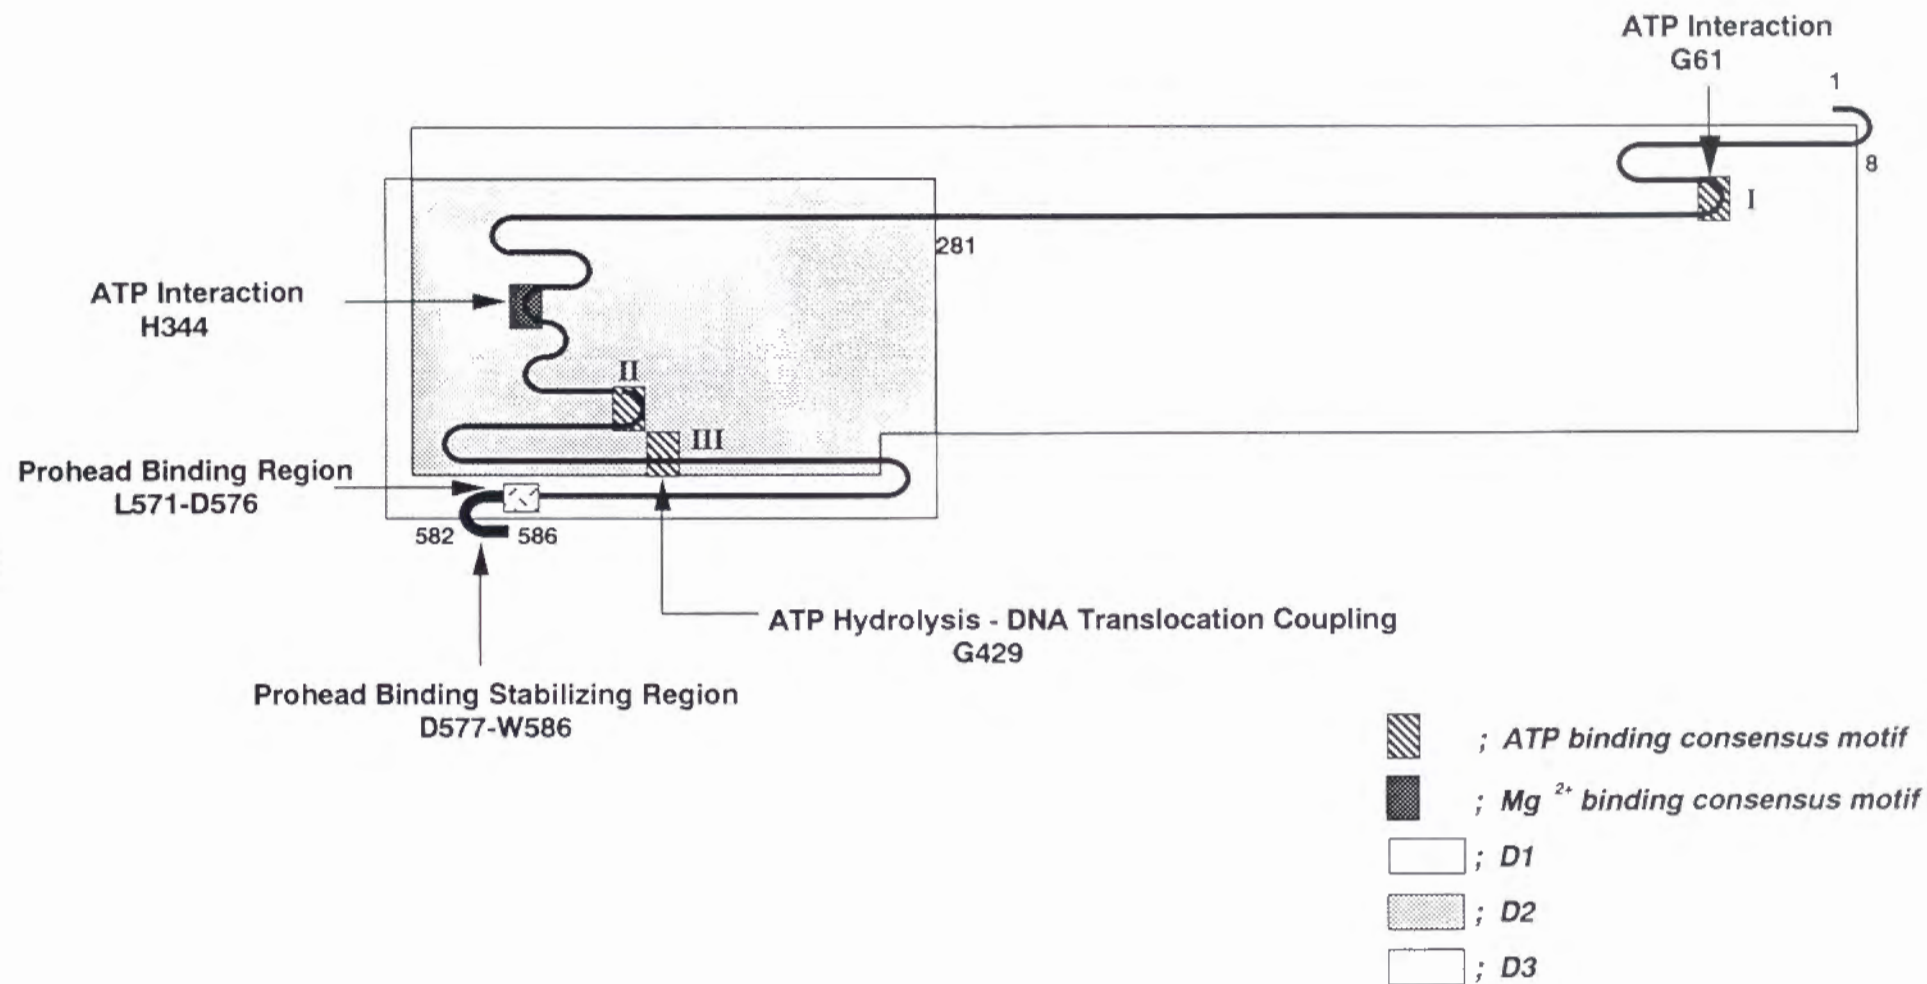 ATP Interaction
G61
1
8
I
281
ATP Interaction
H344
II
III
Prohead Binding Region
L571-D576
582
586
ATP Hydrolysis - DNA Translocation Coupling
G429
Prohead Binding Stabilizing Region
D577-W586
; ATP binding consensus motif
; Mg 2+ binding consensus motif
; D1
; D2
; D3